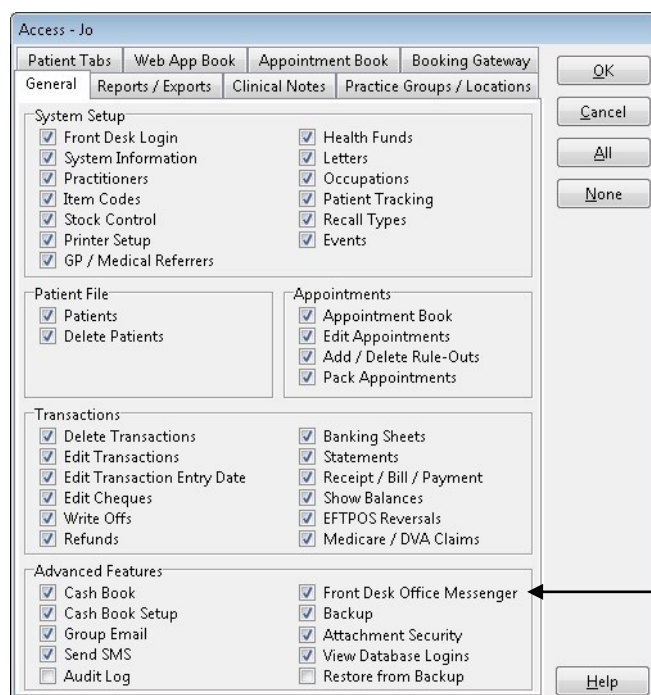 Access - Jo
Patient Tabs Web App Book Appointment Book Booking Gateway
General Reports / Exports Clinical Notes Practice Groups / Locations
OK
Cancel
All
None
System Setup
Front Desk Login
System Information
Practitioners
Item Codes
Stock Control
Printer Setup
GP / Medical Referrers
Health Funds
Letters
Occupations
Patient Tracking
Recall Types
Events
Patient File
Patients
Delete Patients
Appointments
Appointment Book
Edit Appointments
Add / Delete Rule-Outs
Pack Appointments
Transactions
Delete Transactions
Edit Transactions
Edit Transaction Entry Date
Edit Cheques
Write Offs
Refunds
Banking Sheets
Statements
Receipt / Bill / Payment
Show Balances
EFTPOS Reversals
Medicare / DVA Claims
Advanced Features
Cash Book
Cash Book Setup
Group Email
Send SMS
Audit Log
Front Desk Office Messenger
Backup
Attachment Security
View Database Logins
Restore from Backup
Help